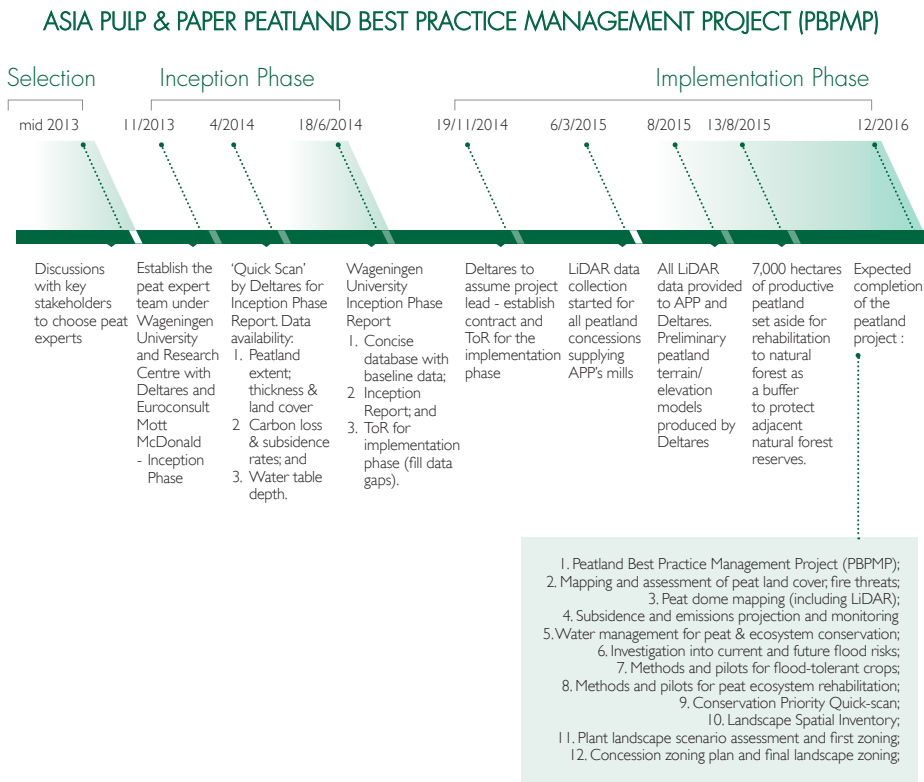 ASIA PULP & PAPER PEATLAND BEST PRACTICE MANAGEMENT PROJECT (PBPMP)
Selection
Inception Phase
Implementation Phase
mid 2013
11/2013
4/2014
18/6/2014
19/11/2014
6/3/2015
8/2015
13/8/2015
12/2016
Discussions
with key
stakeholders
to choose peat
experts
Establish the
peat expert
team under
Wageningen
University
and Research
Centre with
Deltares and
Euroconsult
Mott
McDonald
- Inception
Phase
‘Quick Scan’
by Deltares for
Inception Phase
Report. Data
availability:
1. Peatland
extent;
thickness &
land cover
2 Carbon loss
& subsidence
rates; and
3. Water table
depth.
Wageningen
University
Inception Phase
Report
1. Concise
database with
baseline data;
2 Inception
Report; and
3. ToR for
implementation
phase (fill data
gaps).
Deltares to
assume project
lead - establish
contract and
ToR for the
implementation
phase
LiDAR data
collection
started for
all peatland
concessions
supplying
APP's mills
All LiDAR
data provided
to APP and
Deltares.
Preliminary
peatland
terrain/
elevation
models
produced by
Deltares
7,000 hectares
of productive
peatland
set aside for
rehabilitation
to natural
forest as
a buffer
to protect
adjacent
natural forest
reserves.
Expected
completion
of the
peatland
project :
1. Peatland Best Practice Management Project (PBPMP);
2. Mapping and assessment of peat land cover, fire threats;
3. Peat dome mapping (including LiDAR);
4. Subsidence and emissions projection and monitoring
5. Water management for peat & ecosystem conservation;
6. Investigation into current and future flood risks;
7. Methods and pilots for flood-tolerant crops;
8. Methods and pilots for peat ecosystem rehabilitation;
9. Conservation Priority Quick-scan;
10. Landscape Spatial Inventory;
11. Plant landscape scenario assessment and first zoning;
12. Concession zoning plan and final landscape zoning;